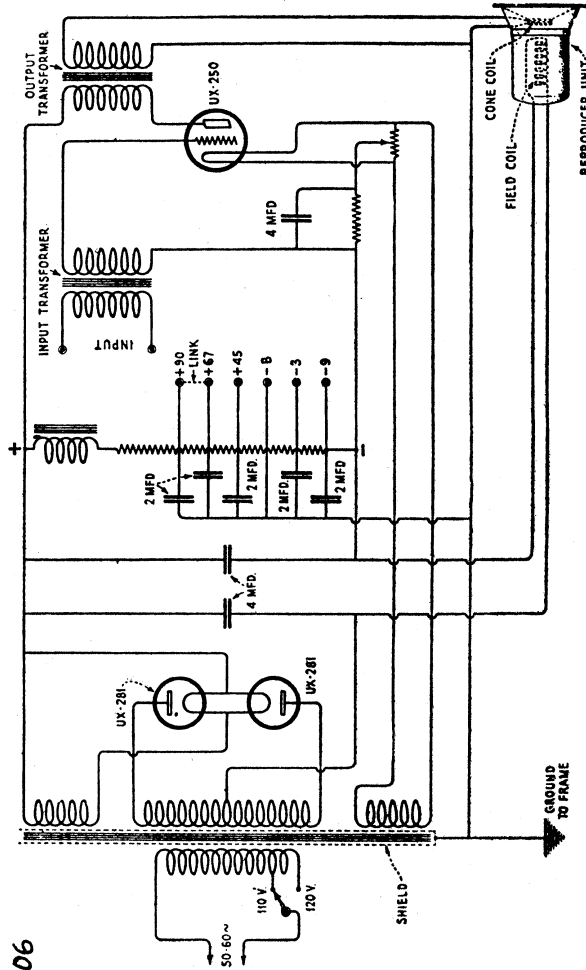 06
50-60~
110 V.
120 V.
SHIELD
GROUND
TO FRAME
UX-281
UX-281
4 MFD.
+
2 MFD
2 MFD.
2 MFD.
2 MFD
+90
LINK
+67
+45
-B
-3
-9
-
INPUT
INPUT TRANSFORMER
4 MFD
OUTPUT
TRANSFORMER
UX-250
CONE COIL
FIELD COIL
REPRODUCER UNIT